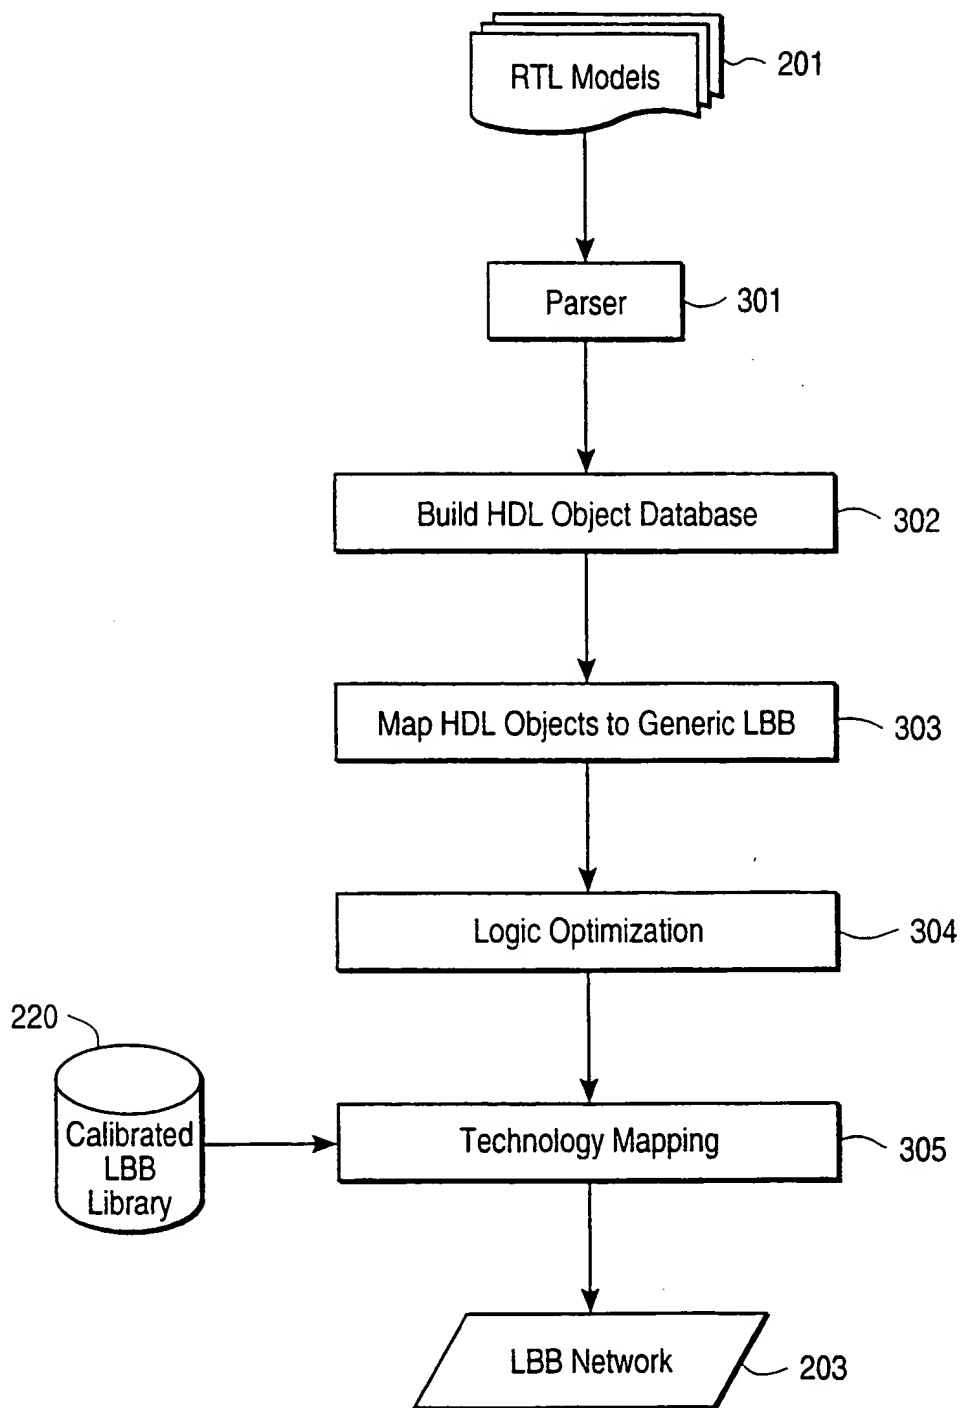 RTL Models
201
Parser
301
Build HDL Object Database
302
Map HDL Objects to Generic LBB
303
Logic Optimization
304
220
Calibrated
LBB
Library
Technology Mapping
305
LBB Network
203